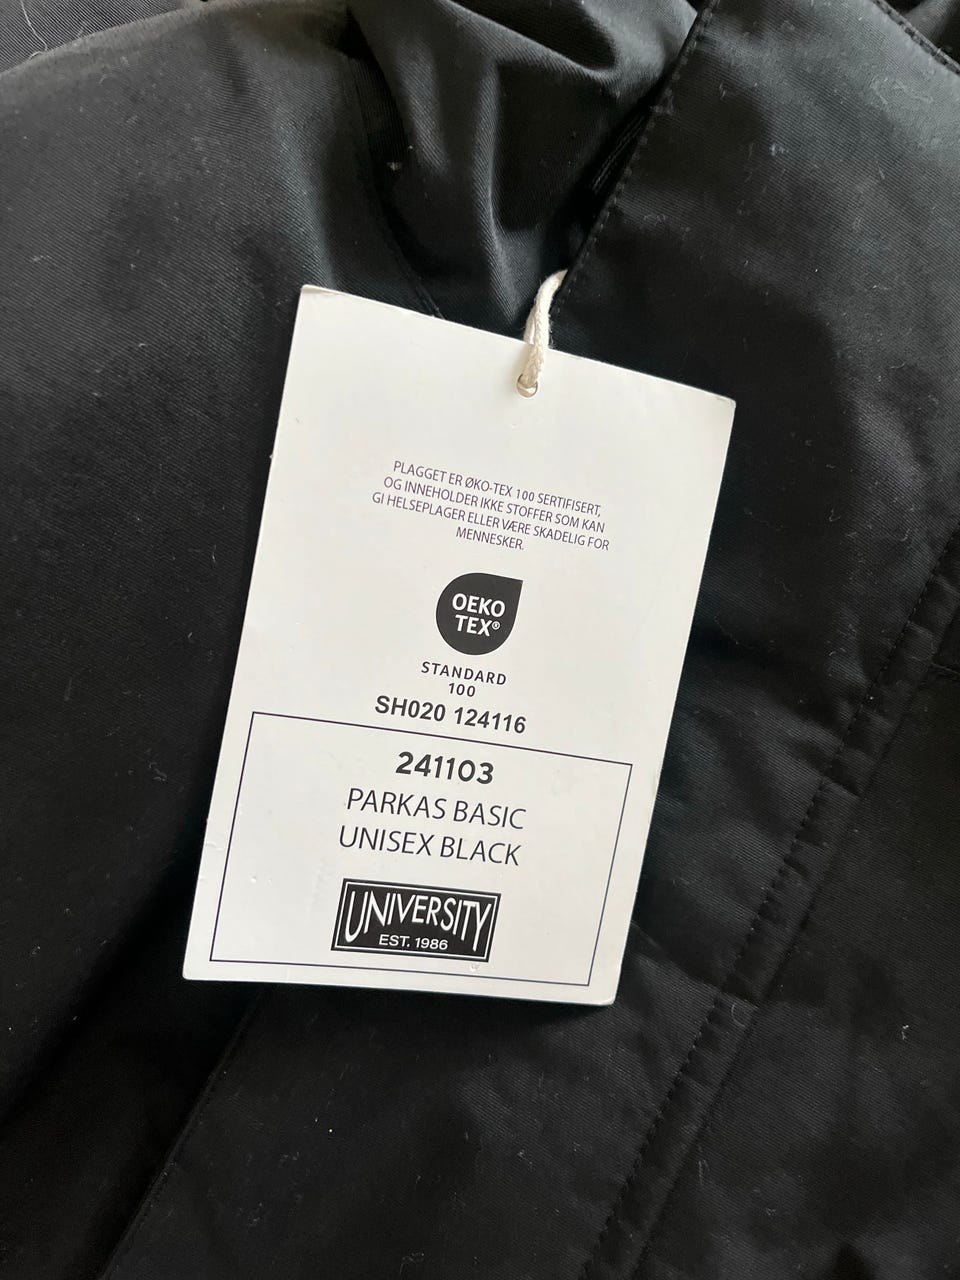 PLAGGET ER ØKO-TEX 100 SERTIFISERT,
OG INNEHOLDER IKKE STOFFER SOM KAN
GI HELSEPLAGER ELLER VÆRE SKADELIG FOR
MENNESKER.
OEKO
TEX®
STANDARD
100
SH020 124116
241103
PARKAS BASIC
UNISEX BLACK
UNIVERSITY
EST. 1986